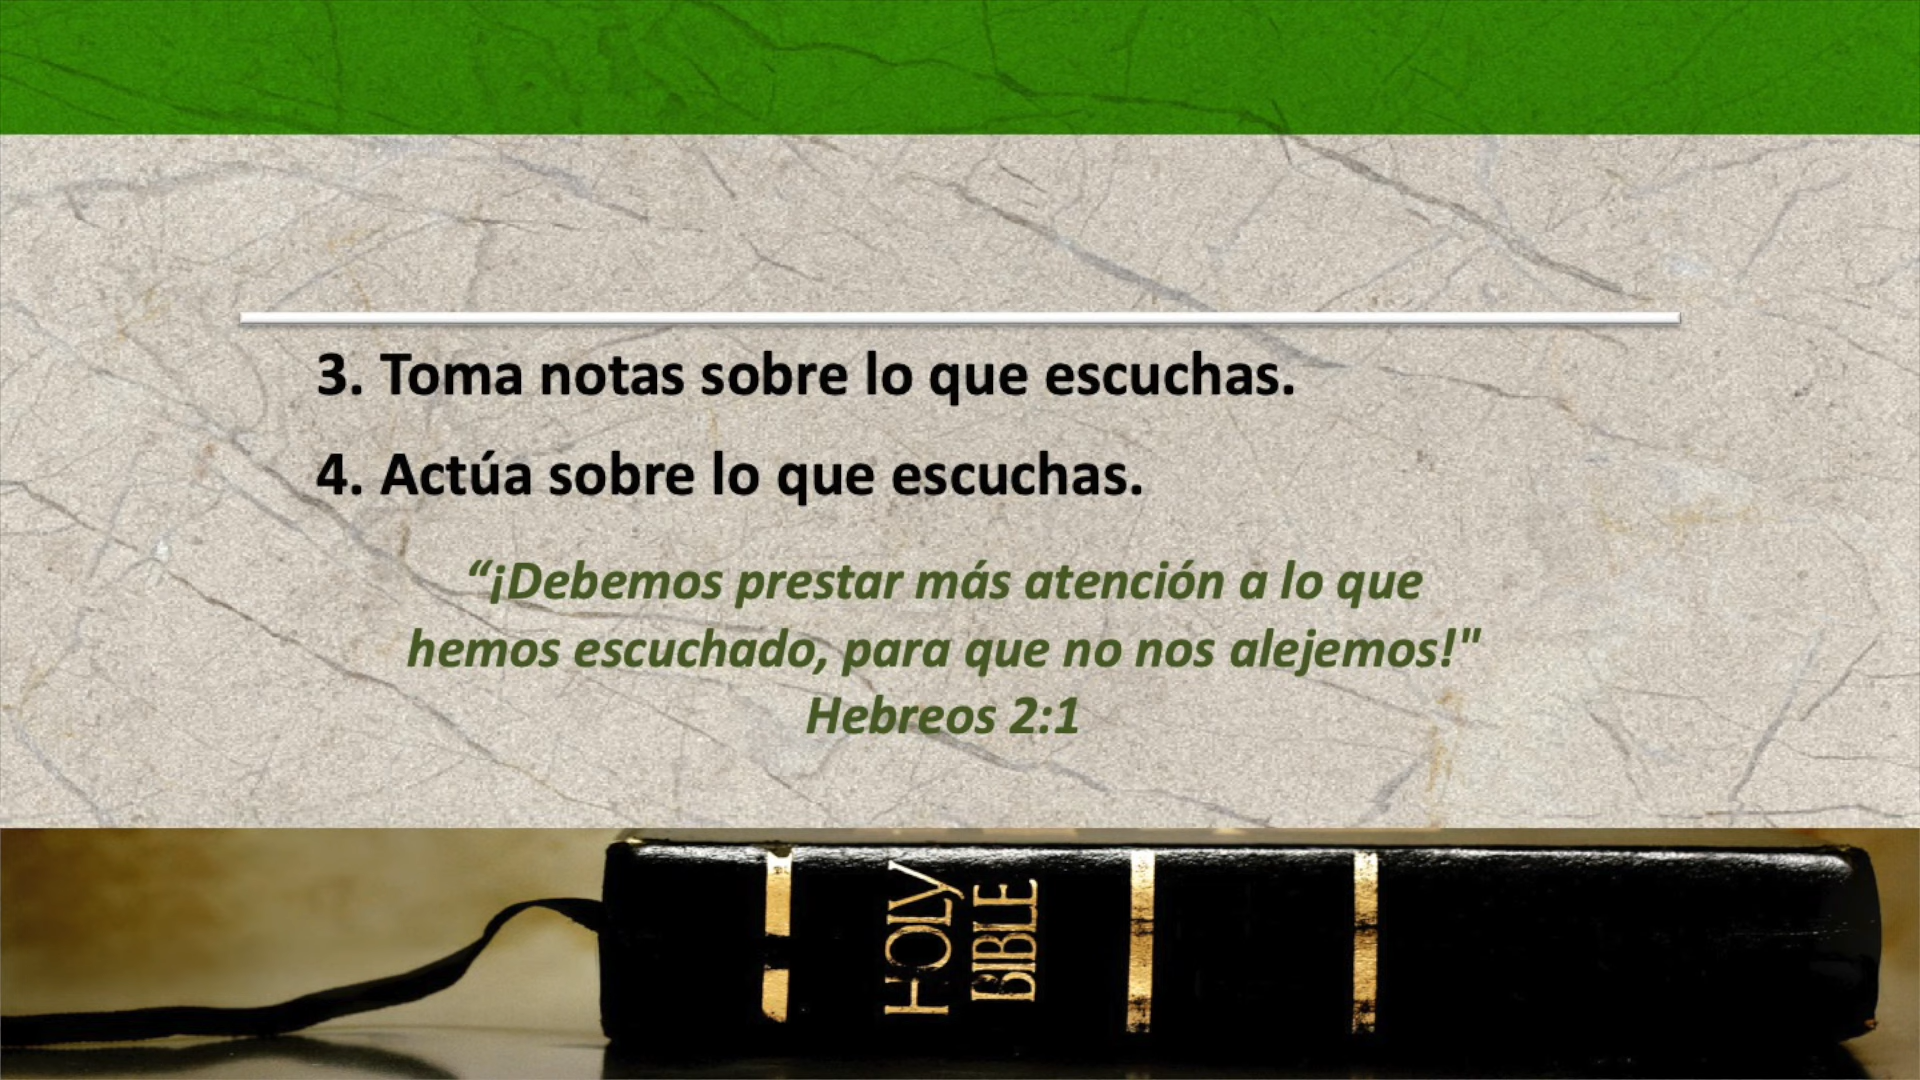 3. Toma notas sobre lo que escuchas.
4. Actúa sobre lo que escuchas.
“¡Debemos prestar más atención a lo que
hemos escuchado, para que no nos alejemos!"
Hebreos 2:1
HOLY
BIBLE